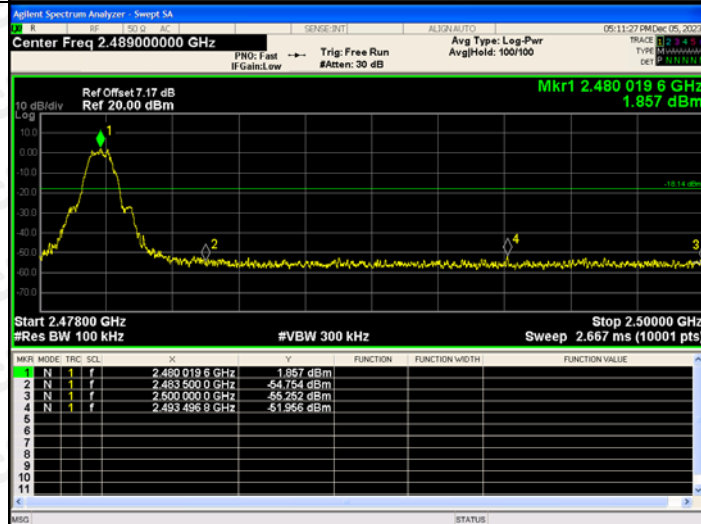 Agilent Spectrum Analyzer - Swept SA
R RF 50 Ω AC SENSE:INT ALIGN AUTO 05:11:27 PM Dec 05, 2023
Center Freq 2.489000000 GHz
PNO: Fast
IFGain:Low
Trig: Free Run
#Atten: 30 dB
Avg Type: Log-Pwr
Avg|Hold: 100/100
TRACE 1 2 3 4 5
TYPE M
DET P N N N N
Mkr1 2.480 019 6 GHz
1.857 dBm
Ref Offset 7.17 dB
Ref 20.00 dBm
10 dB/div
Log
1
10.0
0.00
-10.0
-18.14 dBm
-20.0
-30.0
-40.0
2
4
3
-50.0
-60.0
-70.0
Start 2.47800 GHz
Stop 2.50000 GHz
#Res BW 100 kHz
#VBW 300 kHz
Sweep 2.667 ms (10001 pts)
MKR MODE TRC SCL X Y FUNCTION FUNCTION WIDTH FUNCTION VALUE
1 N 1 f 2.480 019 6 GHz 1.857 dBm
2 N 1 f 2.483 500 0 GHz -54.754 dBm
3 N 1 f 2.500 000 0 GHz -55.252 dBm
4 N 1 f 2.493 496 8 GHz -51.956 dBm
5
6
7
8
9
10
11
MSG STATUS